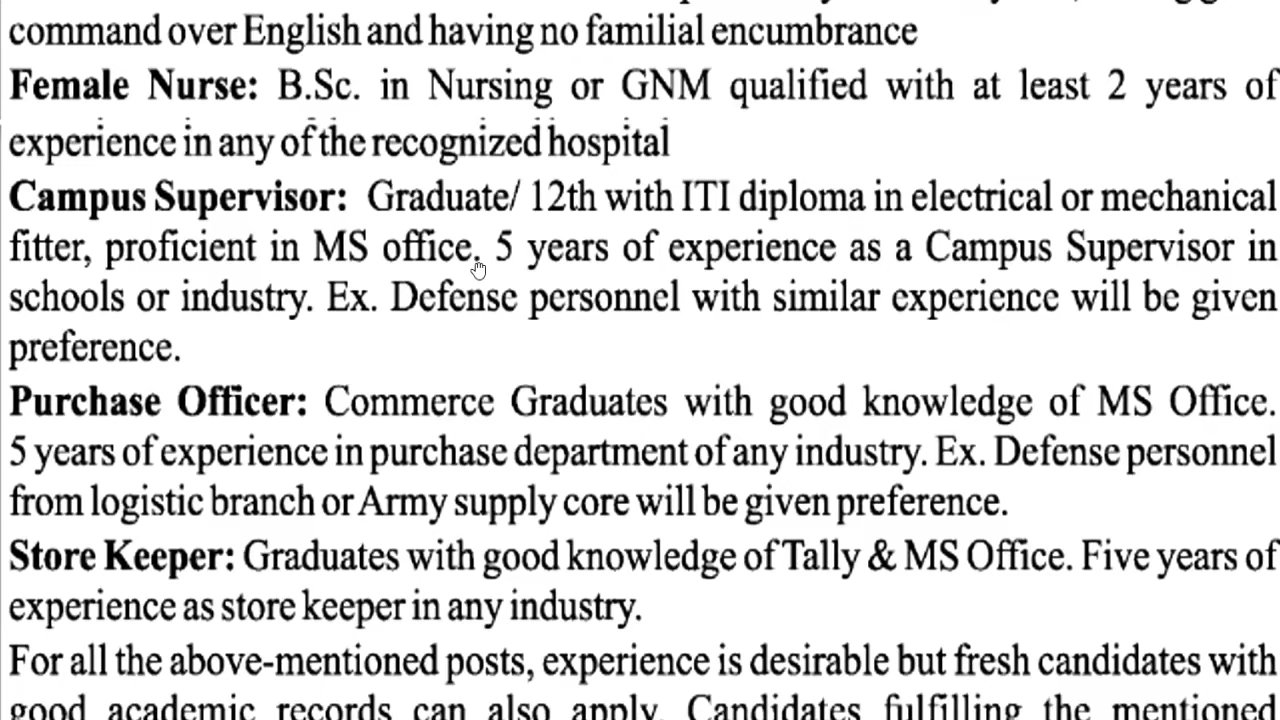 command over English and having no familial encumbrance
Female Nurse: B.Sc. in Nursing or GNM qualified with at least 2 years of
experience in any of the recognized hospital
Campus Supervisor: Graduate/ 12th with ITI diploma in electrical or mechanical
fitter, proficient in MS office. 5 years of experience as a Campus Supervisor in
schools or industry. Ex. Defense personnel with similar experience will be given
preference.
Purchase Officer: Commerce Graduates with good knowledge of MS Office.
5 years of experience in purchase department of any industry. Ex. Defense personnel
from logistic branch or Army supply core will be given preference.
Store Keeper: Graduates with good knowledge of Tally & MS Office. Five years of
experience as store keeper in any industry.
For all the above-mentioned posts, experience is desirable but fresh candidates with
good academic records can also apply. Candidates fulfilling the mentioned